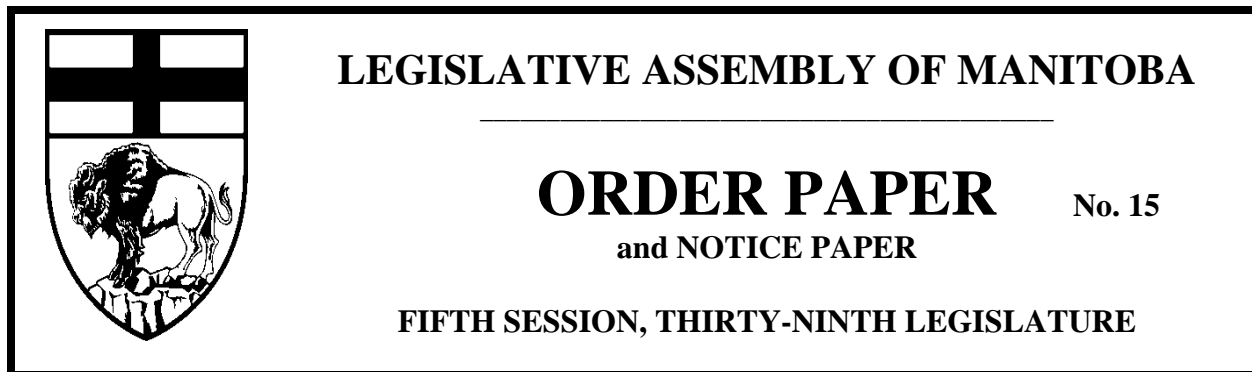 LEGISLATIVE ASSEMBLY OF MANITOBA
ORDER PAPER No. 15
and NOTICE PAPER
FIFTH SESSION, THIRTY-NINTH LEGISLATURE